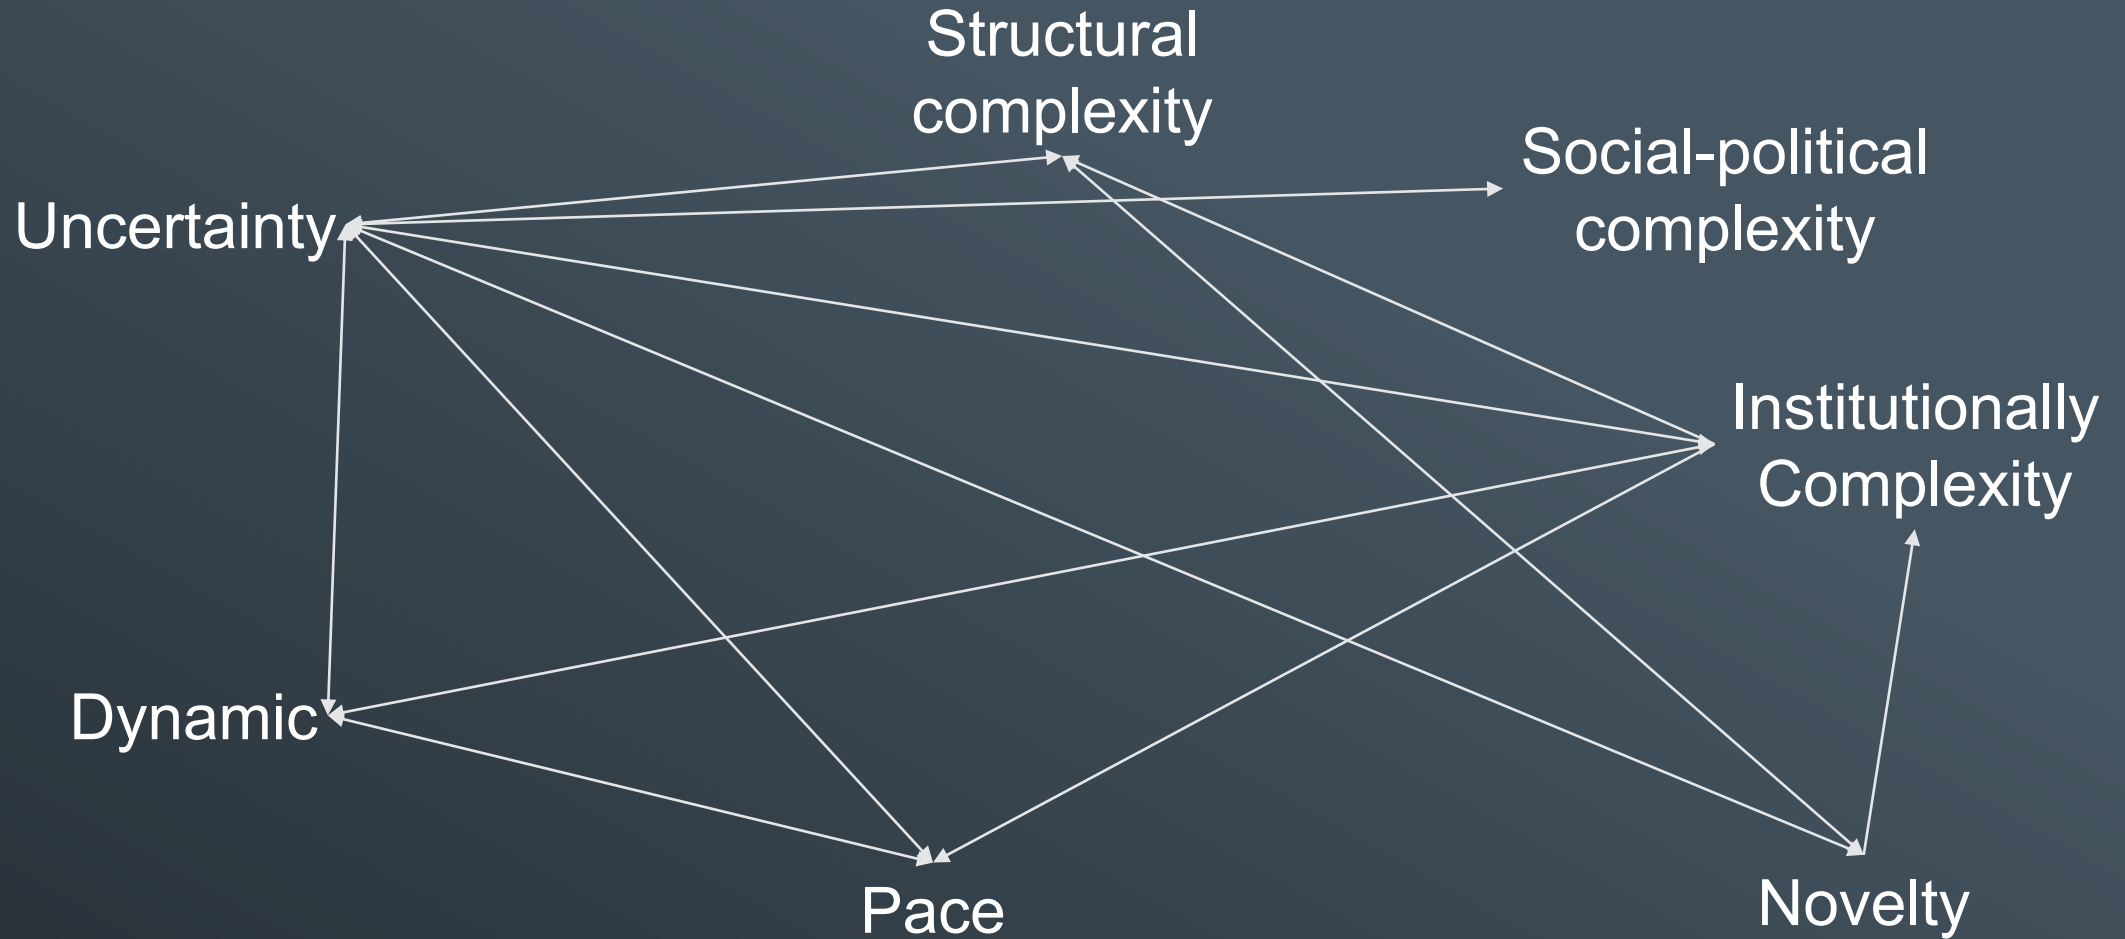 Structural
complexity
Social-political
complexity
Uncertainty
Institutionally
Complexity
Dynamic
Pace
Novelty